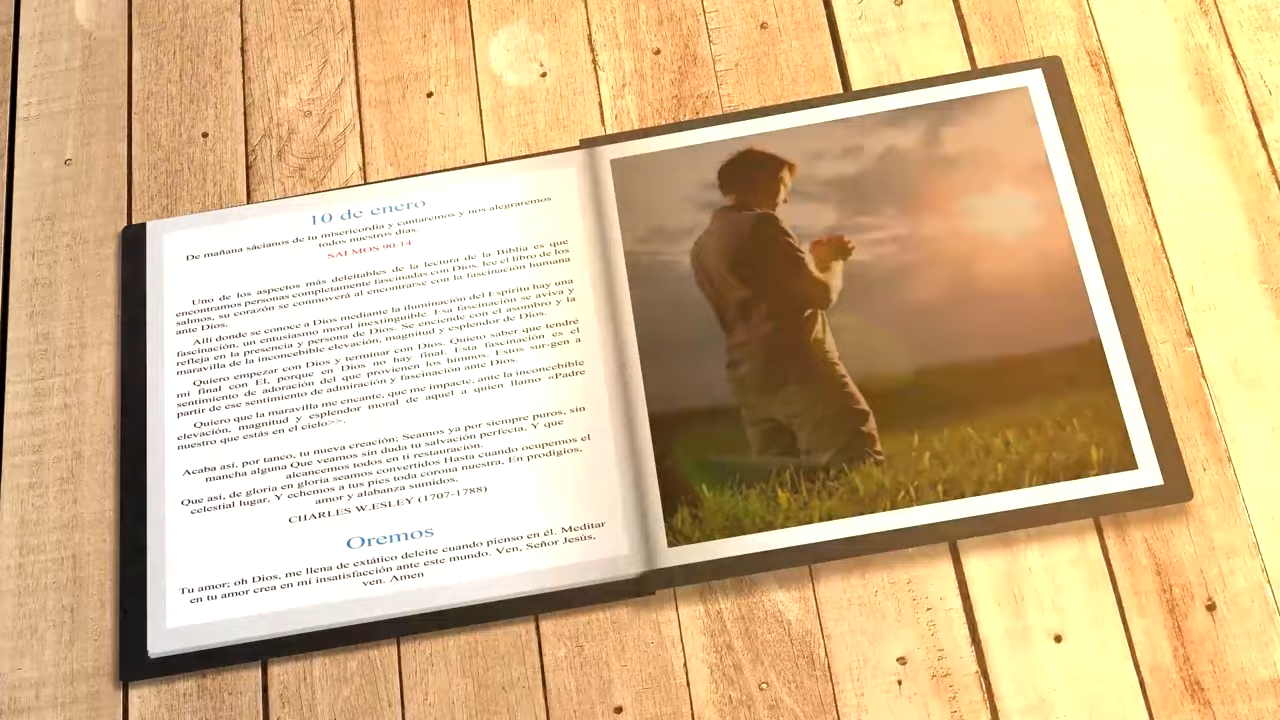 10 de enero
De mañana sácianos de tu misericordia y cantaremos y nos alegraremos
todos nuestros días.
SALMOS 90:14
Uno de los aspectos más deleitables de la lectura de la Biblia es que
encontramos personas completamente fascinadas con Dios, lee el libro de los
salmos, su corazón se conmoverá al encontrarse con la fascinación humana
ante Dios.
Allí donde se conoce a Dios mediante la iluminación del Espíritu hay una
fascinación, un entusiasmo moral inextinguible. Esa fascinación se aviva y
refleja en la presencia y persona de Dios. Se enciende con el asombro y la
maravilla de la inconcebible elevación, magnitud y esplendor de Dios.
Quiero empezar con Dios y terminar con Dios. Quieto saber que tendré
mi final con El, porque en Dios no hay final. Esta fascinación es el
sentimiento de adoración del que provienen los himnos. Estos sur-gen a
partir de ese sentimiento de admiración y fascinación ante Dios.
Quiero que la maravilla me encante, que me impacte, ante la inconcebible
elevación, magnitud y esplendor moral de aquel a quien llamo «Padre
nuestro que estás en el cielo>>.
Acaba así, por tanco, tu nueva creación; Seamos ya por siempre puros, sin
mancha alguna Que veamos sin duda tu salvación perfecta, Y que
alcancemos todos en ti restauración.
Que así, de gloria en gloria seamos convertidos Hasta cuando ocupemos el
celestial lugar, Y echemos a tus pies toda corona nuestra. En prodigios,
amor y alabanza sumidos.
CHARLES W.ESLEY (1707-1788)
Oremos
Tu amor; oh Dios, me llena de extático deleite cuando pienso en él. Meditar
en tu amor crea en mí insatisfacción ante este mundo. Ven, Señor Jesús,
ven. Amen